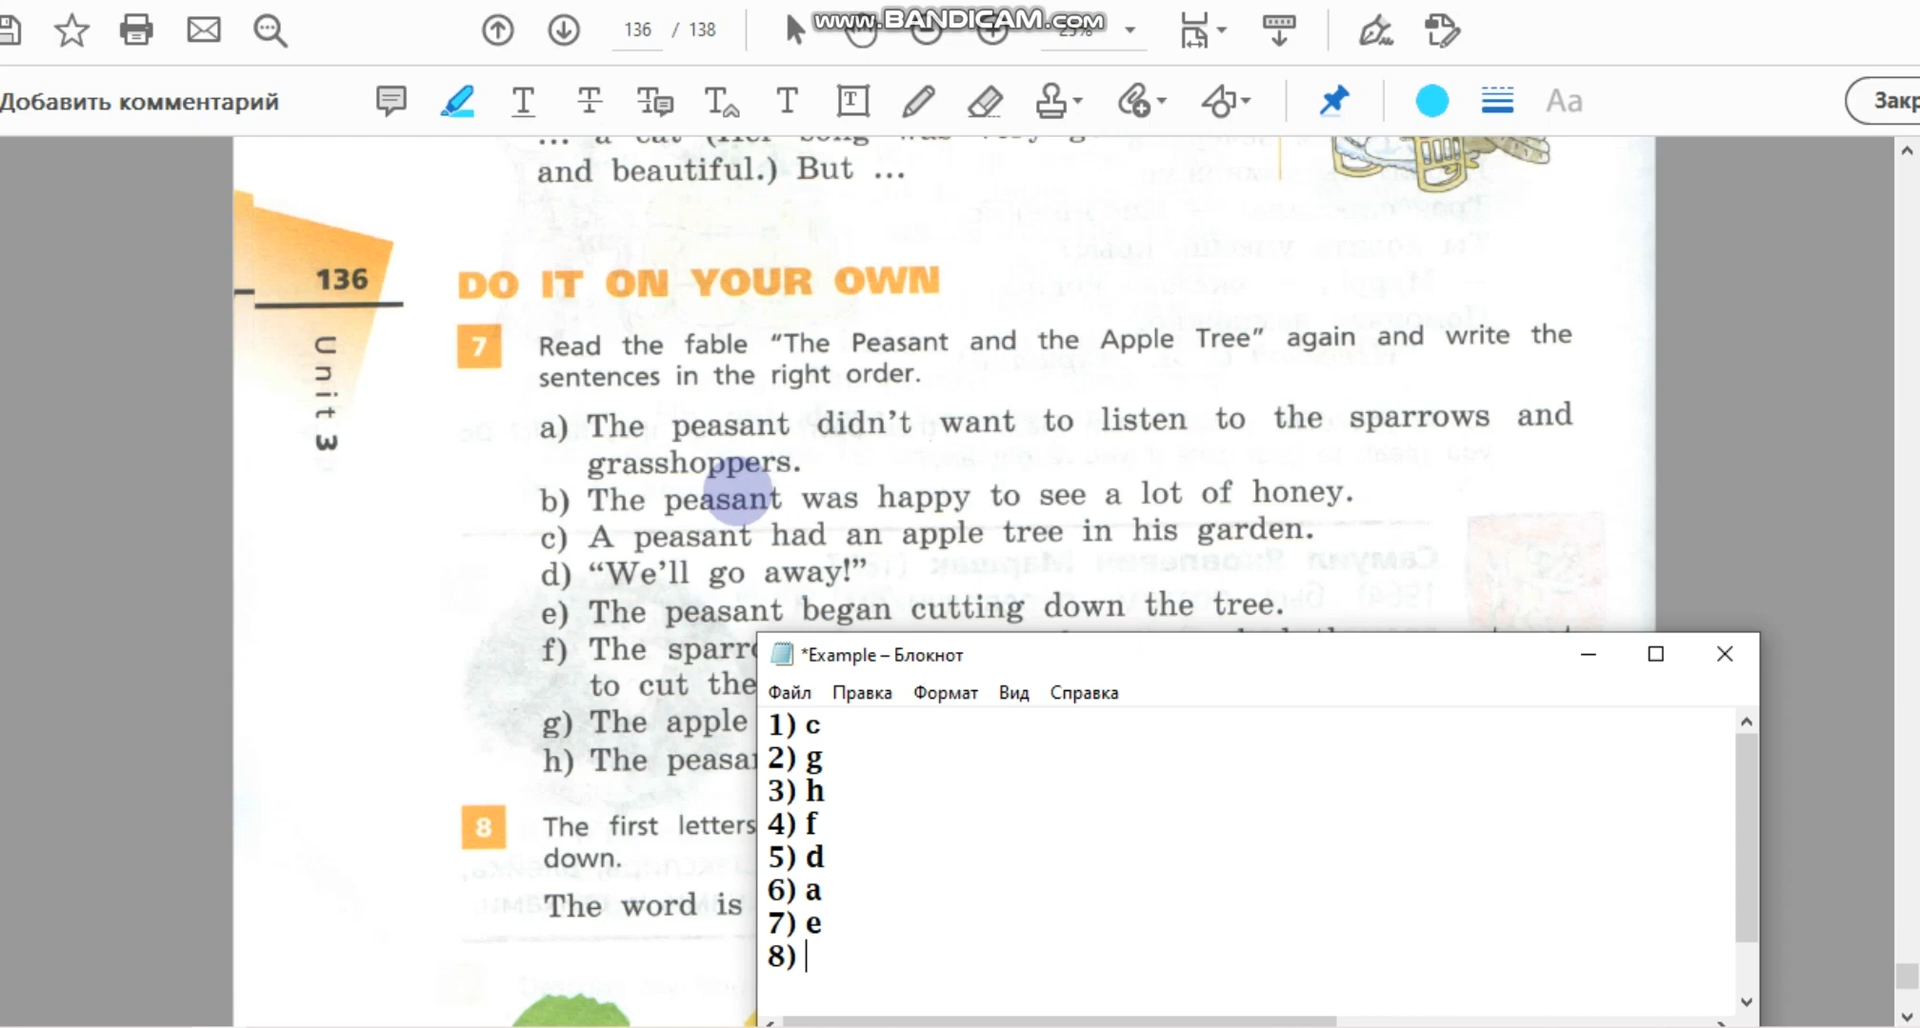 www.BANDICAM.com
136 / 138
25%
Добавить комментарий
Закр
and beautiful.) But ...
136
Unit 3
DO IT ON YOUR OWN
7
Read the fable “The Peasant and the Apple Tree” again and write the
sentences in the right order.
a) The peasant didn’t want to listen to the sparrows and
grasshoppers.
b) The peasant was happy to see a lot of honey.
c) A peasant had an apple tree in his garden.
d) “We’ll go away!”
e) The peasant began cutting down the tree.
f) The sparro
to cut the
g) The apple
h) The peasa
8
The first letters
down.
The word is
*Example – Блокнот
Файл Правка Формат Вид Справка
1) c
2) g
3) h
4) f
5) d
6) a
7) e
8)